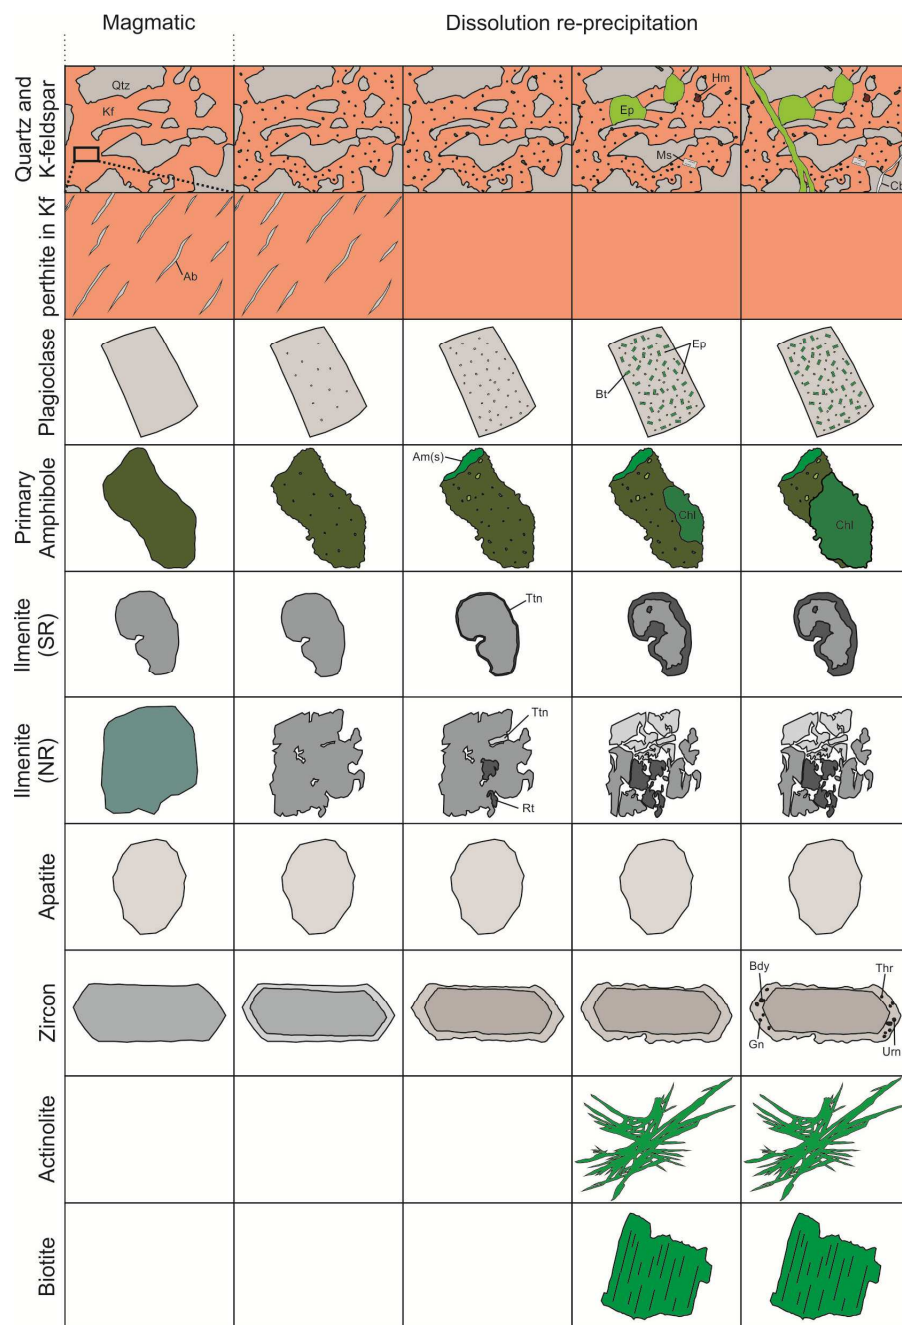 Magmatic
Dissolution re-precipitation
Quartz and
K-feldspar
Qtz
Kf
Ep
Hm
Ms
Cb
perthite in Kf
Ab
Plagioclase
Ep
Bt
Primary
Amphibole
Am(s)
Chl
Chl
Ilmenite
(SR)
Ttn
Ilmenite
(NR)
Ttn
Rt
Apatite
Zircon
Bdy
Thr
Gn
Urn
Actinolite
Biotite